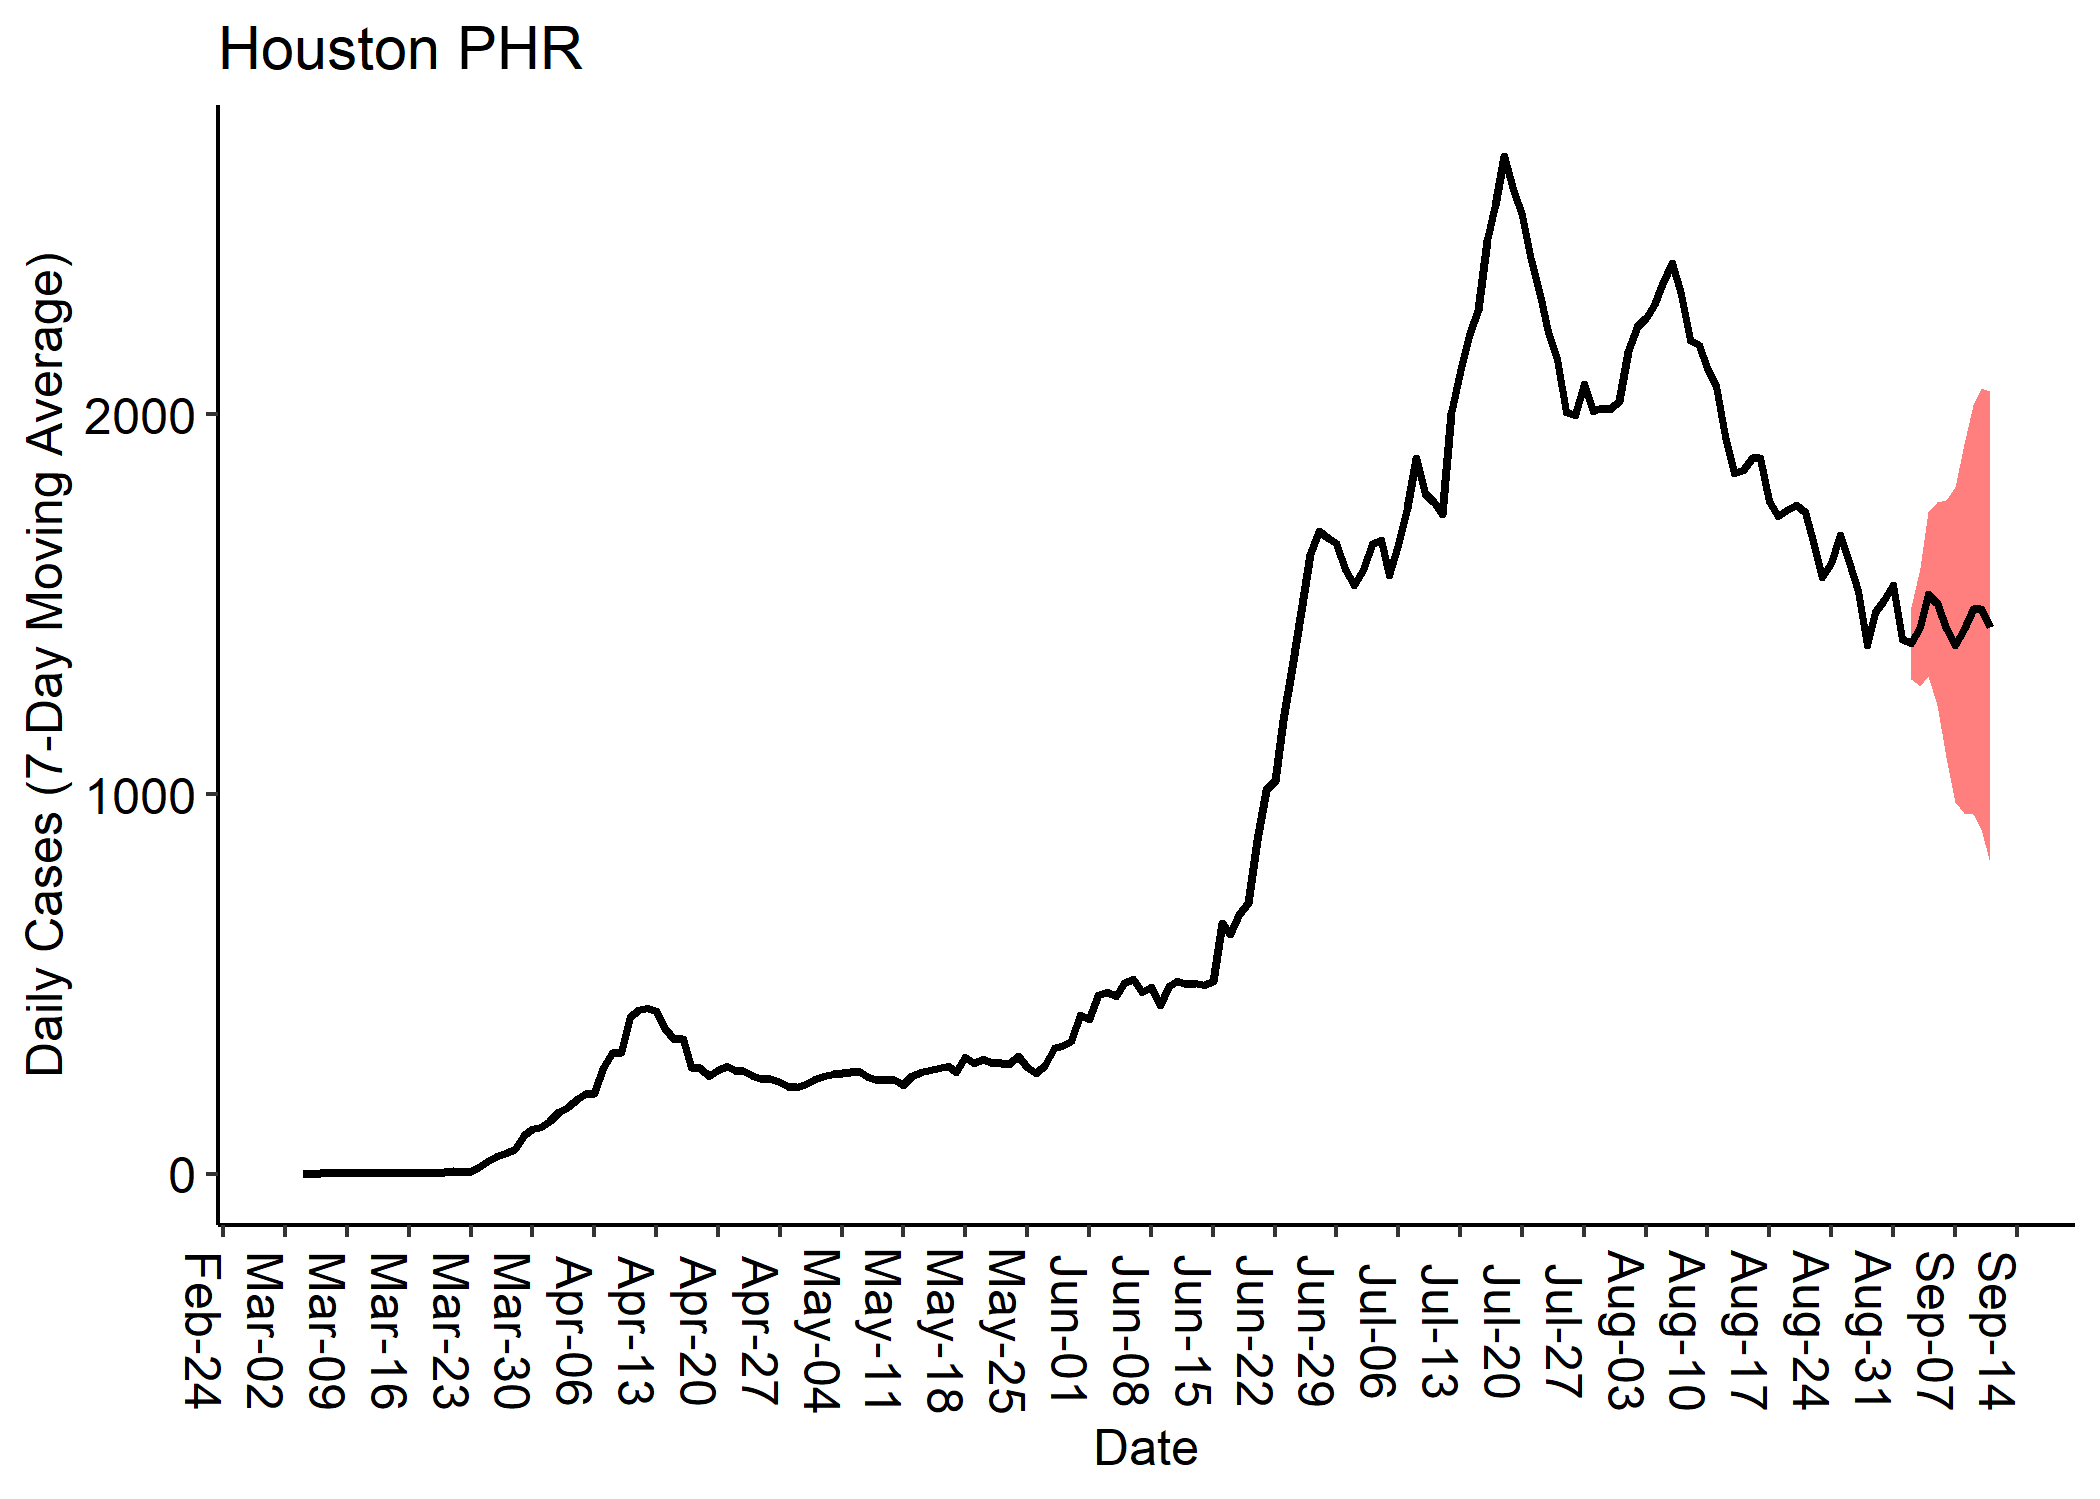 Houston PHR
Daily Cases (7-Day Moving Average)
2000
1000
0
Feb-24
Mar-02
Mar-09
Mar-16
Mar-23
Mar-30
Apr-06
Apr-13
Apr-20
Apr-27
May-04
May-11
May-18
May-25
Jun-01
Jun-08
Jun-15
Jun-22
Jun-29
Jul-06
Jul-13
Jul-20
Jul-27
Aug-03
Aug-10
Aug-17
Aug-24
Aug-31
Sep-07
Sep-14
Date